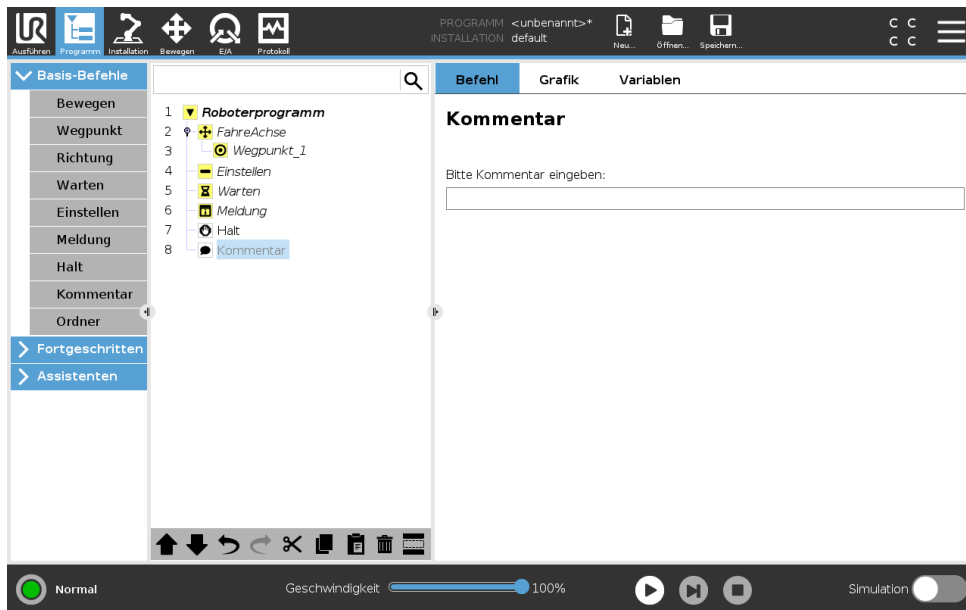 UR
Ausführen Programm Installation Bewegen E/A Protokoll
PROGRAMM <unbenannt>*
INSTALLATION default
Neu... Öffnen... Speichern...
C C
C C
Basis-Befehle
Bewegen
Wegpunkt
Richtung
Warten
Einstellen
Meldung
Halt
Kommentar
Ordner
Fortgeschritten
Assistenten
1 Roboterprogramm
2 FahreAchse
3 Wegpunkt_1
4 Einstellen
5 Warten
6 Meldung
7 Halt
8 Kommentar
Befehl Grafik Variablen
Kommentar
Bitte Kommentar eingeben:
Normal
Geschwindigkeit 100%
Simulation